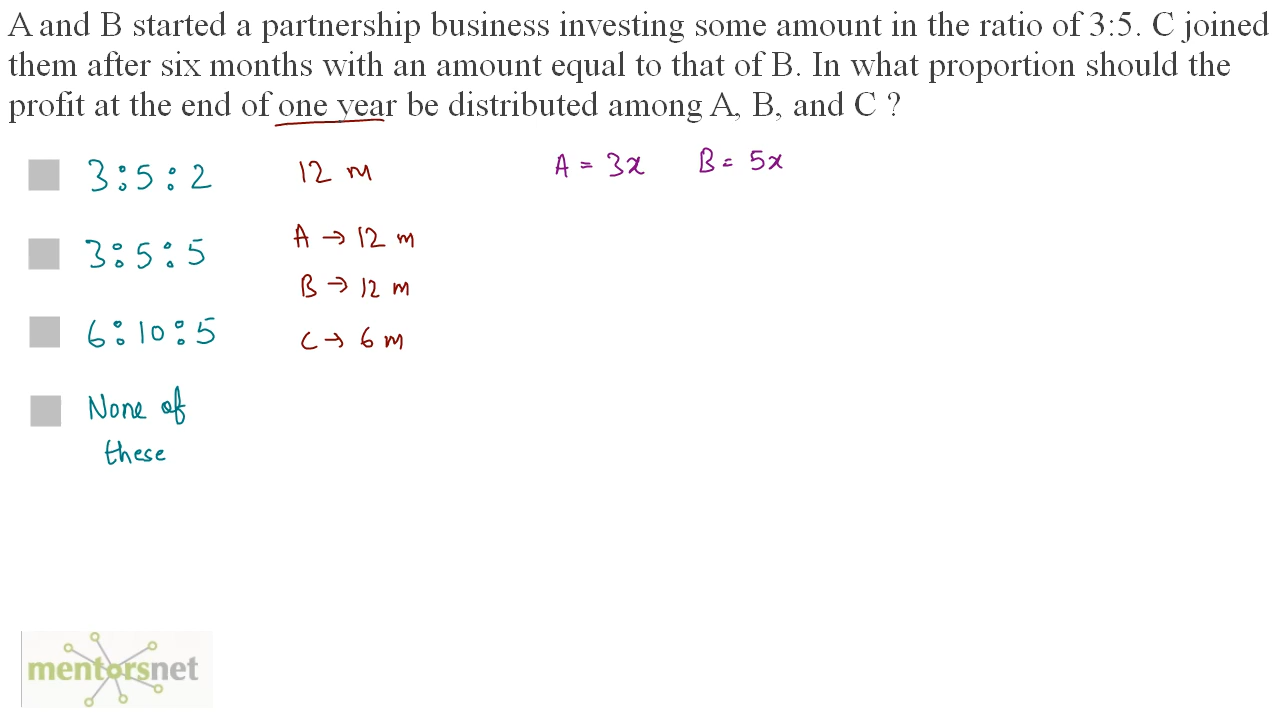 A and B started a partnership business investing some amount in the ratio of 3:5. C joined
them after six months with an amount equal to that of B. In what proportion should the
profit at the end of one year be distributed among A, B, and C ?
3:5:2
3:5:5
6:10:5
None of
these
12 m
A → 12 m
B → 12 m
C → 6 m
A = 3x B = 5x
mentorsnet